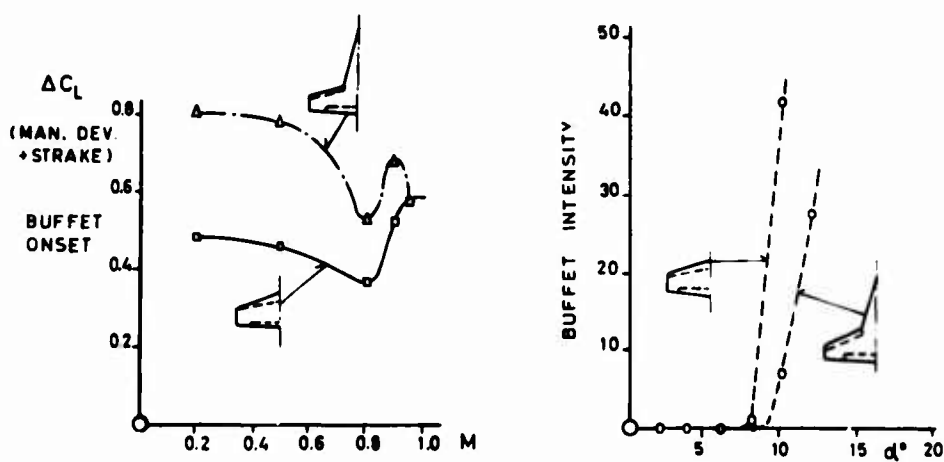 ΔC_L
(MAN. DEV.
+STRAKE)
BUFFET
ONSET
0.8
0.6
0.4
0.2
0.2 0.4 0.6 0.8 1.0 M
BUFFET INTENSITY
50
40
30
20
10
5 10 15 20
α°